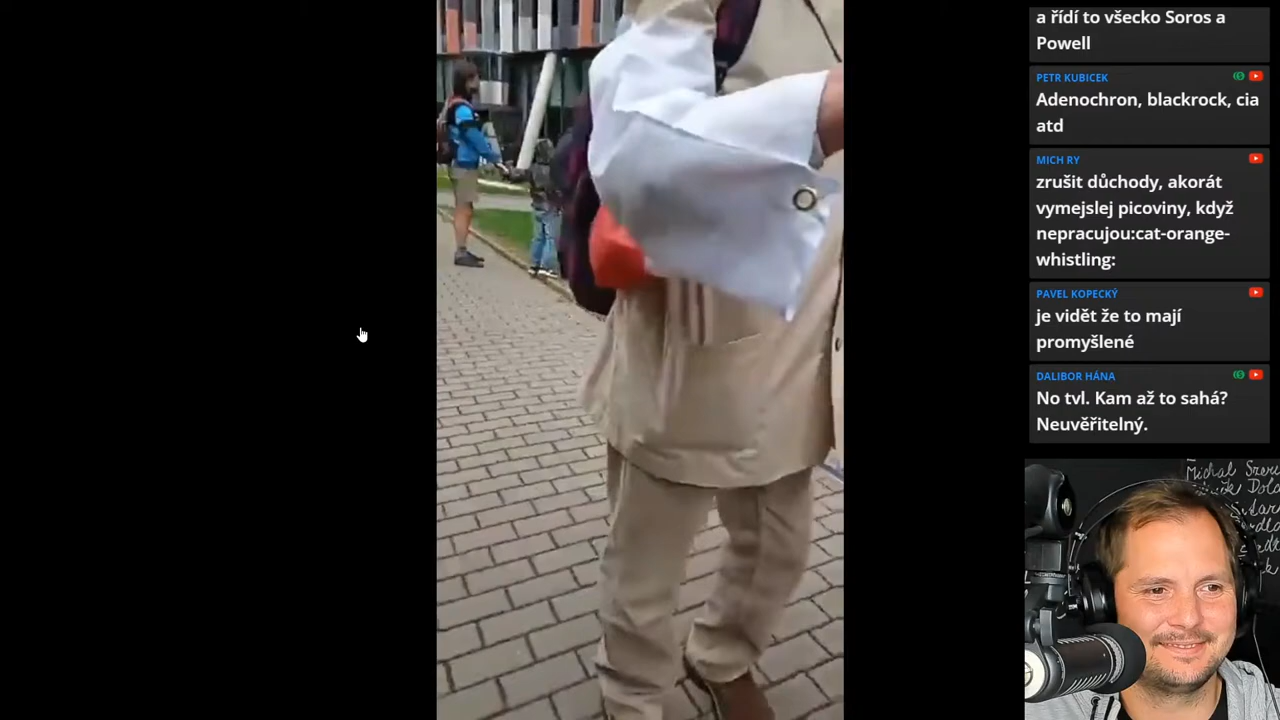 a řídí to všecko Soros a
Powell
PETR KUBICEK
Adenochron, blackrock, cia
atd
MICH RY
zrušit důchody, akorát
vymejslej picoviny, když
nepracujou:cat-orange-
whistling:
PAVEL KOPECKÝ
je vidět že to mají
promyšlené
DALIBOR HÁNA
No tvl. Kam až to sahá?
Neuvěřitelný.
Michal